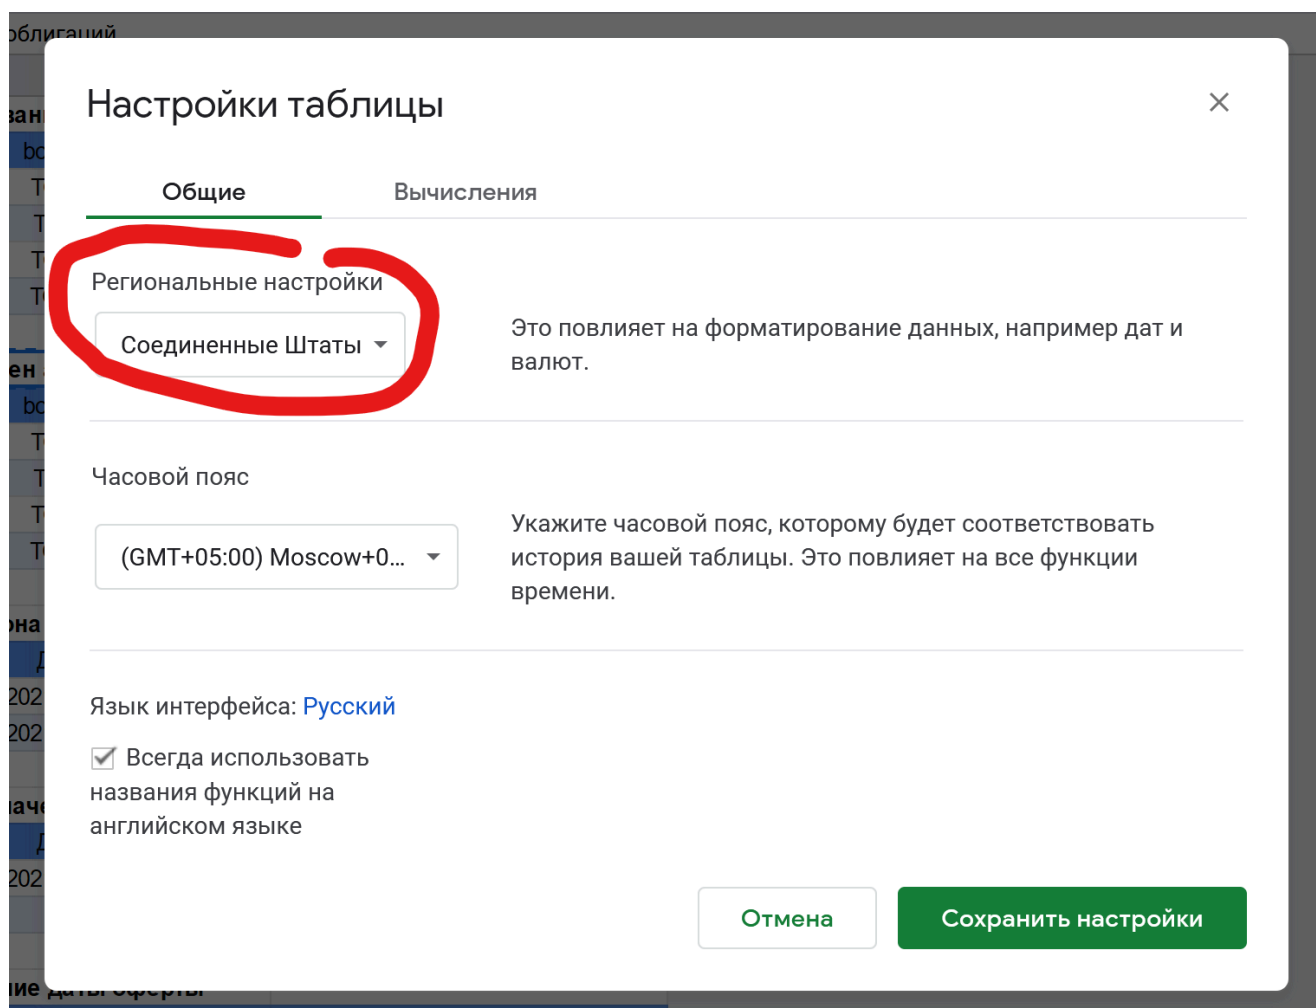 облигаций
Настройки таблицы
Общие
Вычисления
Региональные настройки
Соединенные Штаты
Это повлияет на форматирование данных, например дат и
валют.
Часовой пояс
(GMT+05:00) Moscow+0...
Укажите часовой пояс, которому будет соответствовать
история вашей таблицы. Это повлияет на все функции
времени.
Язык интерфейса: Русский
Всегда использовать
названия функций на
английском языке
Отмена
Сохранить настройки